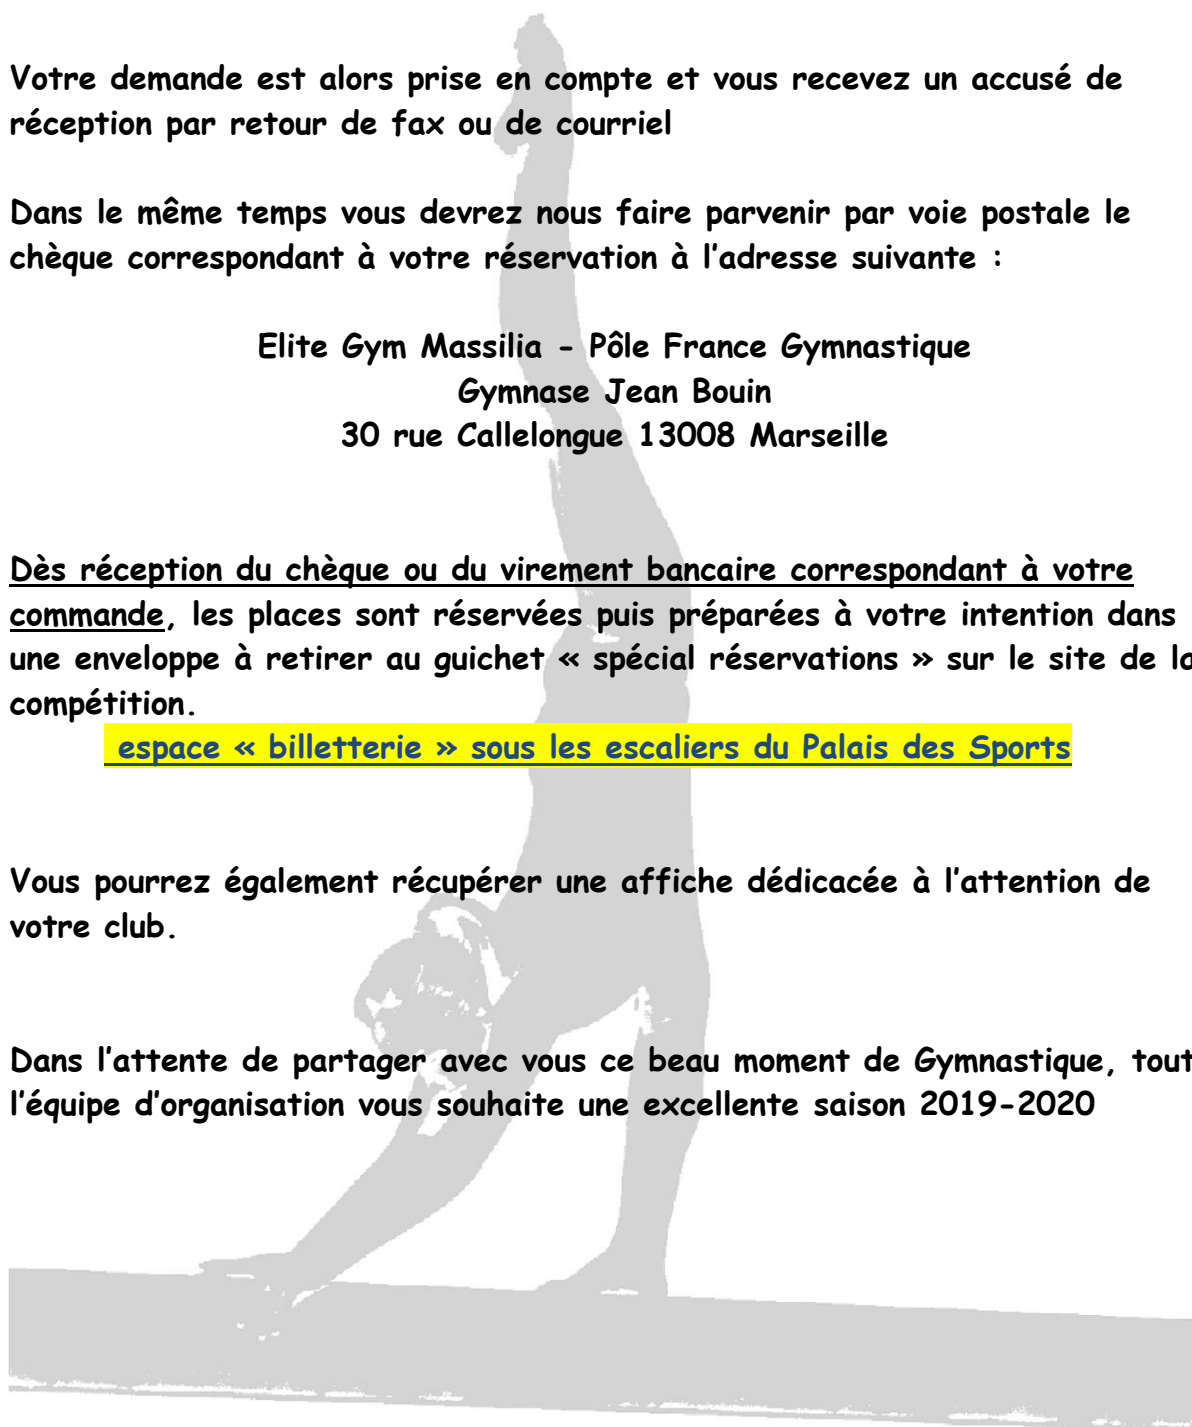 Votre demande est alors prise en compte et vous recevez un accusé de
réception par retour de fax ou de courriel
Dans le même temps vous devrez nous faire parvenir par voie postale le
chèque correspondant à votre réservation à l'adresse suivante :
Elite Gym Massilia - Pôle France Gymnastique
Gymnase Jean Bouin
30 rue Callelongue 13008 Marseille
Dès réception du chèque ou du virement bancaire correspondant à votre
commande, les places sont réservées puis préparées à votre intention dans
une enveloppe à retirer au guichet « spécial réservations » sur le site de la
compétition.
espace « billetterie » sous les escaliers du Palais des Sports
Vous pourrez également récupérer une affiche dédicacée à l'attention de
votre club.
Dans l'attente de partager avec vous ce beau moment de Gymnastique, tout
l'équipe d'organisation vous souhaite une excellente saison 2019-2020